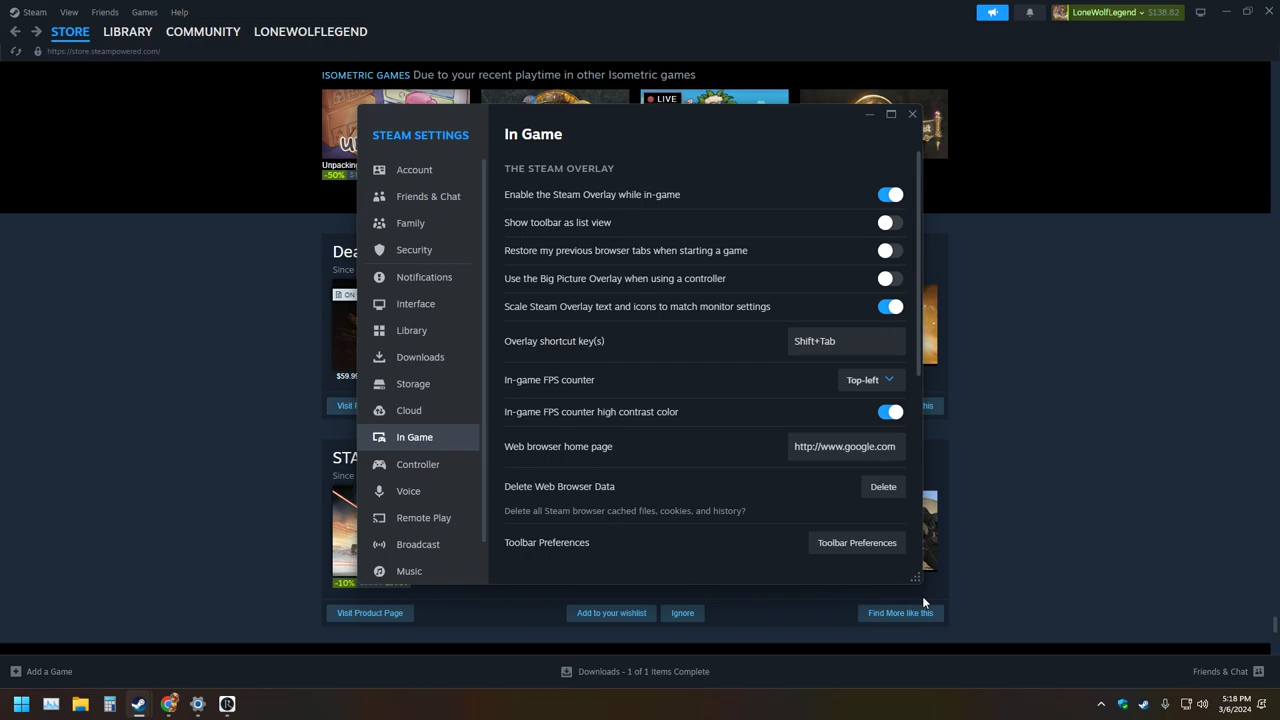 Steam View Friends Games Help
LoneWolfLegend $138.82
STORE LIBRARY COMMUNITY LONEWOLFLEGEND
https://store.steampowered.com/
ISOMETRIC GAMES Due to your recent playtime in other Isometric games
LIVE
Unpacking
-50%
STEAM SETTINGS
Account
Friends & Chat
Family
Security
Notifications
Interface
Library
Downloads
Storage
Cloud
In Game
Controller
Voice
Remote Play
Broadcast
Music
In Game
THE STEAM OVERLAY
Enable the Steam Overlay while in-game
Show toolbar as list view
Restore my previous browser tabs when starting a game
Use the Big Picture Overlay when using a controller
Scale Steam Overlay text and icons to match monitor settings
Overlay shortcut key(s) Shift+Tab
In-game FPS counter Top-left
In-game FPS counter high contrast color
Web browser home page http://www.google.com
Delete Web Browser Data Delete
Delete all Steam browser cached files, cookies, and history?
Toolbar Preferences Toolbar Preferences
Dea
Since
ON
$59.99
Visit
his
STA
Since
-10%
Visit Product Page Add to your wishlist Ignore Find More like this
Add a Game Downloads - 1 of 1 Items Complete Friends & Chat
5:18 PM
3/6/2024